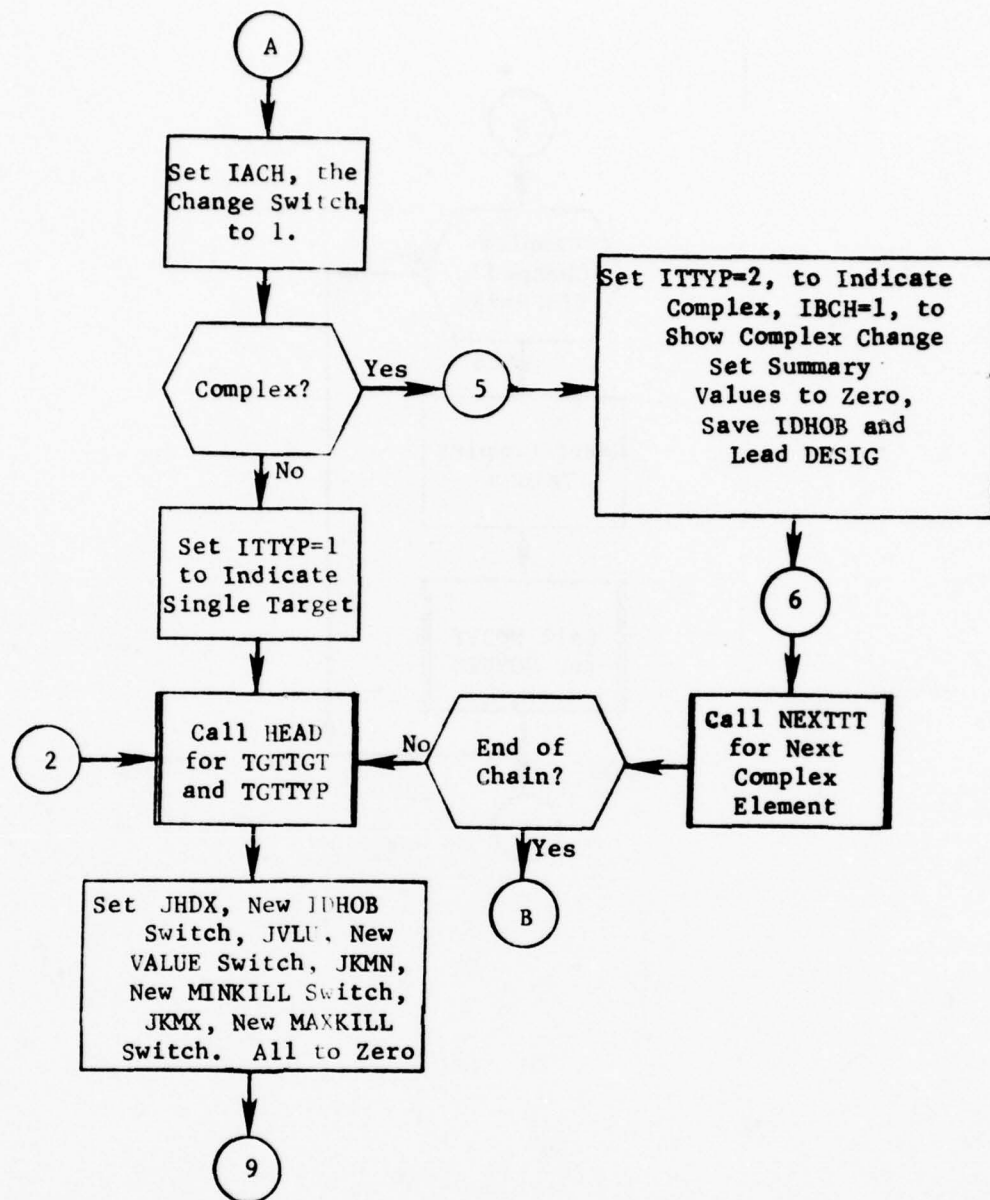 A
Set IACH, the
Change Switch,
to 1.
Complex?
Yes
5
Set ITTYP=2, to Indicate
Complex, IBCH=1, to
Show Complex Change
Set Summary
Values to Zero,
Save IDHOB and
Lead DESIG
No
Set ITTYP=1
to Indicate
Single Target
6
2
Call HEAD
for TGTTGT
and TGTTYP
No
End of
Chain?
Call NEXTTT
for Next
Complex
Element
Yes
B
Set JHDX, New IDHOB
Switch, JVLU, New
VALUE Switch, JKMN,
New MINKILL Switch,
JKMX, New MAXKILL
Switch. All to Zero
9